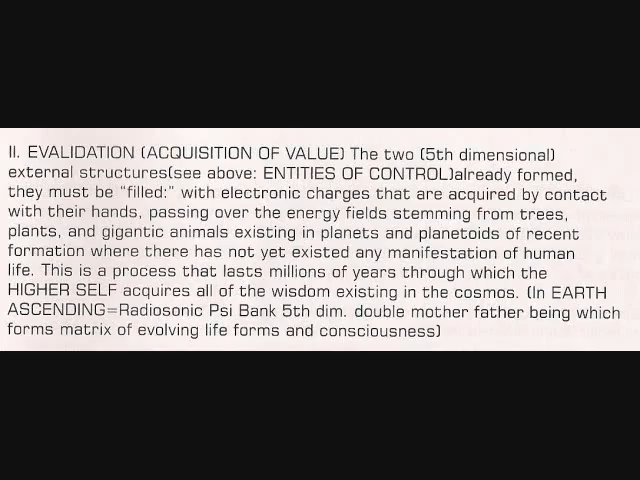 II. EVALIDATION (ACQUISITION OF VALUE) The two (5th dimensional)
external structures(see above: ENTITIES OF CONTROL)already formed,
they must be "filled:" with electronic charges that are acquired by contact
with their hands, passing over the energy fields stemming from trees,
plants, and gigantic animals existing in planets and planetoids of recent
formation where there has not yet existed any manifestation of human
life. This is a process that lasts millions of years through which the
HIGHER SELF acquires all of the wisdom existing in the cosmos. (In EARTH
ASCENDING=Radiosonic Psi Bank 5th dim. double mother father being which
forms matrix of evolving life forms and consciousness)